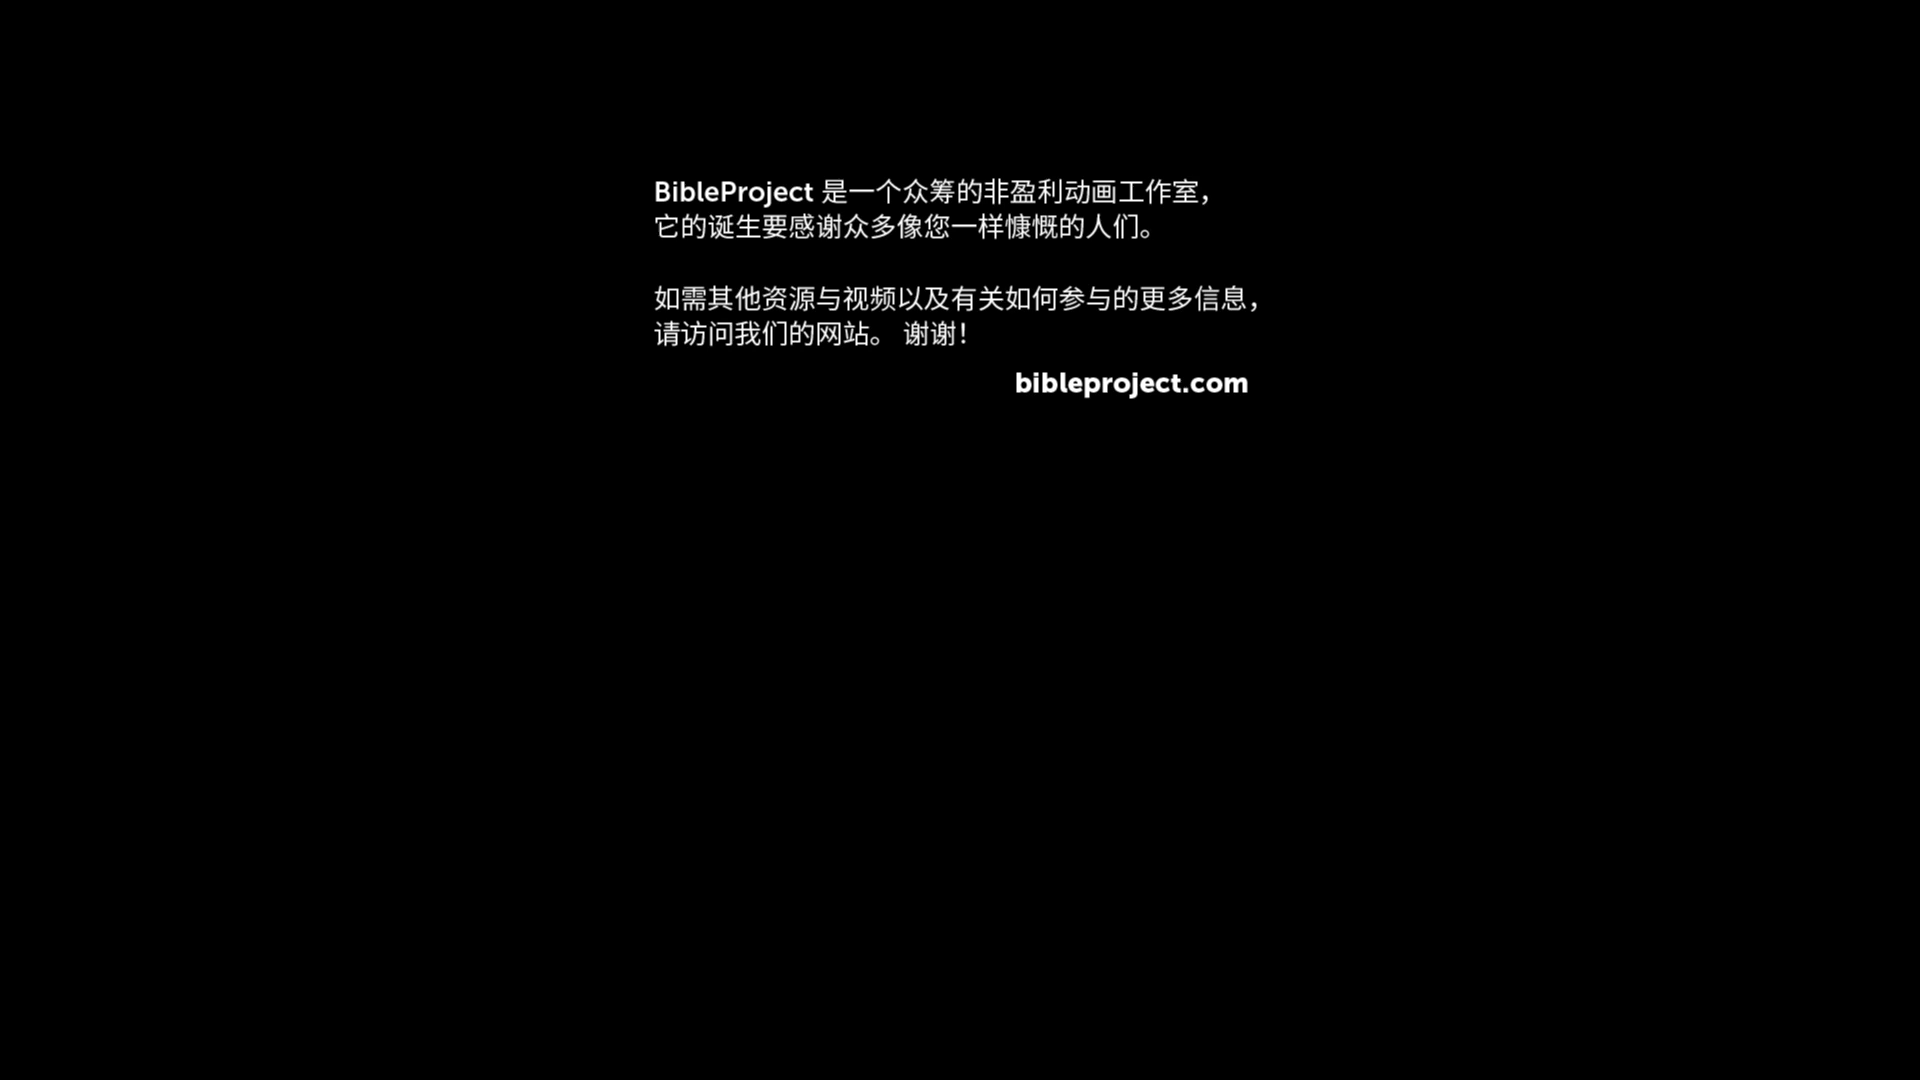 BibleProject 是一个众筹的非盈利动画工作室，
它的诞生要感谢众多像您一样慷慨的人们。
如需其他资源与视频以及有关如何参与的更多信息，
请访问我们的网站。 谢谢！
bibleproject.com